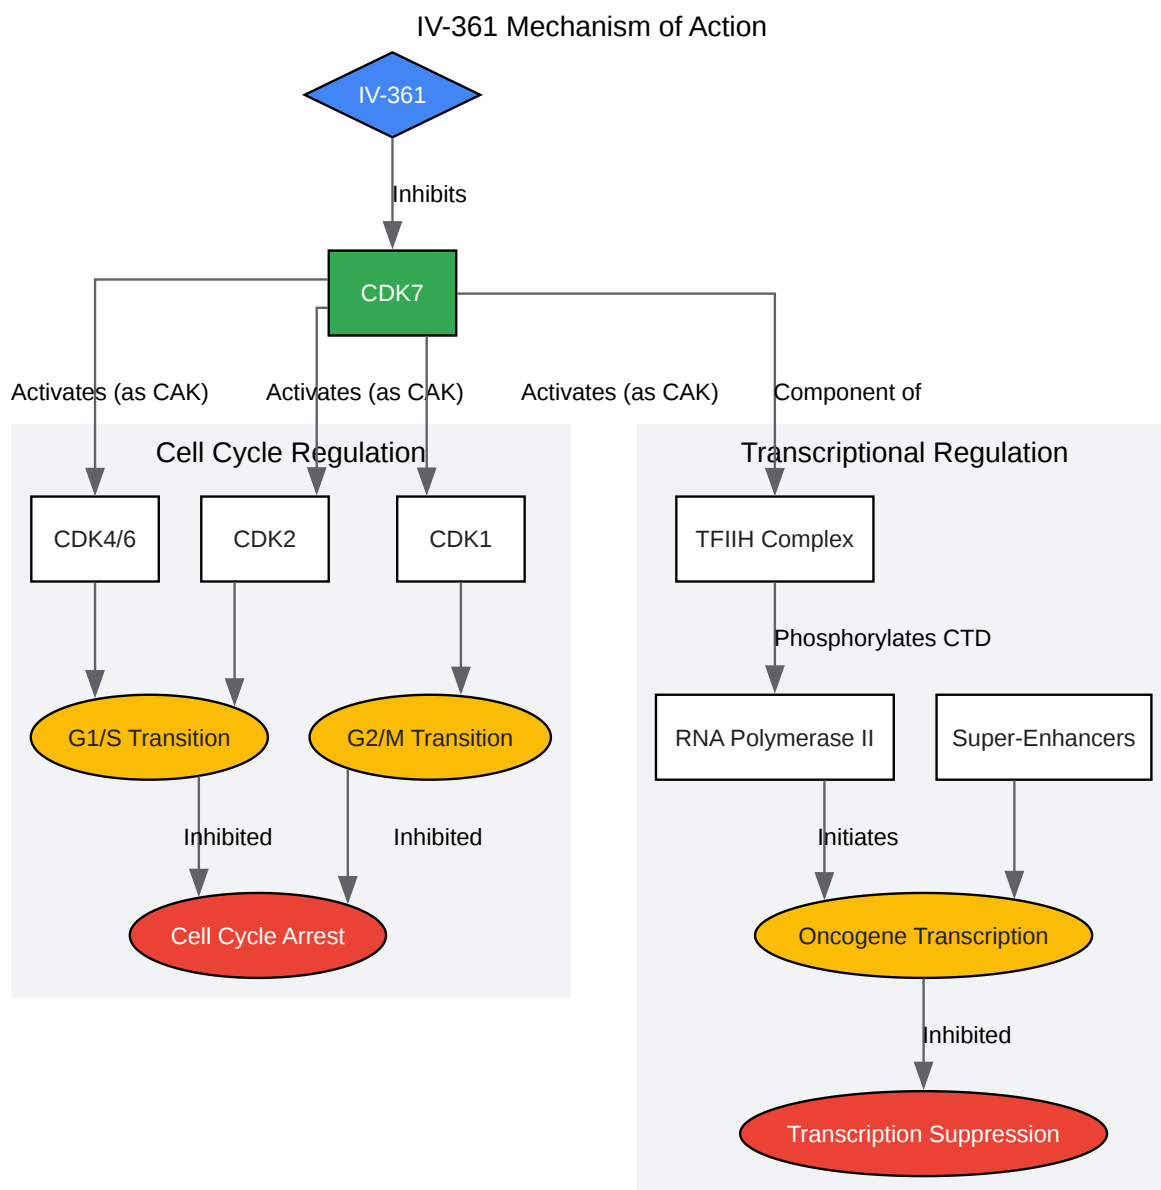 IV-361 Mechanism of Action
IV-361
Inhibits
CDK7
Activates (as CAK)
Activates (as CAK)
Activates (as CAK)
Component of
Cell Cycle Regulation
Transcriptional Regulation
CDK4/6
CDK2
CDK1
TFIIH Complex
Phosphorylates CTD
G1/S Transition
G2/M Transition
RNA Polymerase II
Super-Enhancers
Inhibited
Inhibited
Initiates
Cell Cycle Arrest
Oncogene Transcription
Inhibited
Transcription Suppression